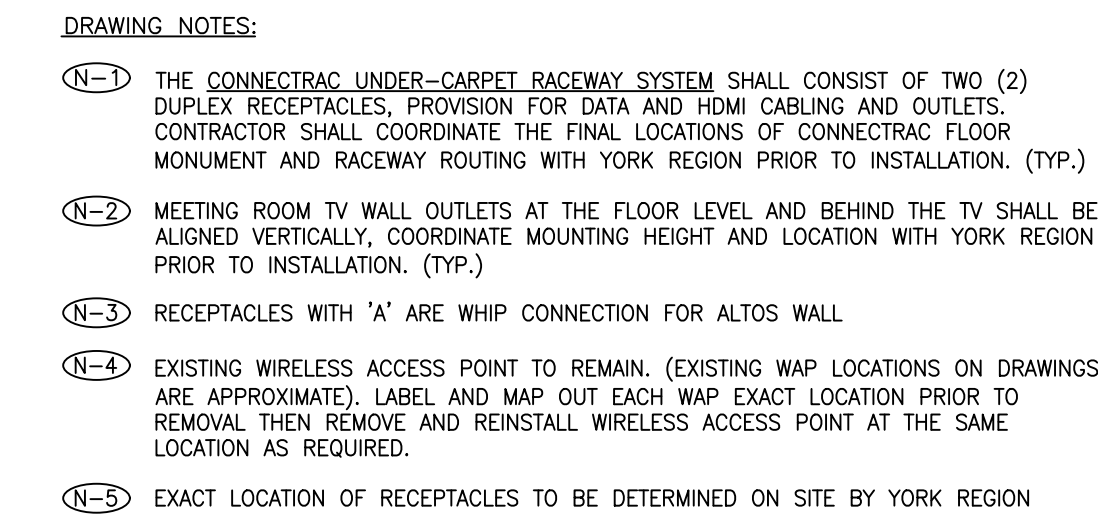 DRAWING NOTES:
N-1 THE CONNECTRAC UNDER-CARPET RACEWAY SYSTEM SHALL CONSIST OF TWO (2)
DUPLEX RECEPTACLES, PROVISION FOR DATA AND HDMI CABLING AND OUTLETS.
CONTRACTOR SHALL COORDINATE THE FINAL LOCATIONS OF CONNECTRAC FLOOR
MONUMENT AND RACEWAY ROUTING WITH YORK REGION PRIOR TO INSTALLATION. (TYP.)
N-2 MEETING ROOM TV WALL OUTLETS AT THE FLOOR LEVEL AND BEHIND THE TV SHALL BE
ALIGNED VERTICALLY, COORDINATE MOUNTING HEIGHT AND LOCATION WITH YORK REGION
PRIOR TO INSTALLATION. (TYP.)
N-3 RECEPTACLES WITH 'A' ARE WHIP CONNECTION FOR ALTOS WALL
N-4 EXISTING WIRELESS ACCESS POINT TO REMAIN. (EXISTING WAP LOCATIONS ON DRAWINGS
ARE APPROXIMATE). LABEL AND MAP OUT EACH WAP EXACT LOCATION PRIOR TO
REMOVAL THEN REMOVE AND REINSTALL WIRELESS ACCESS POINT AT THE SAME
LOCATION AS REQUIRED.
N-5 EXACT LOCATION OF RECEPTACLES TO BE DETERMINED ON SITE BY YORK REGION